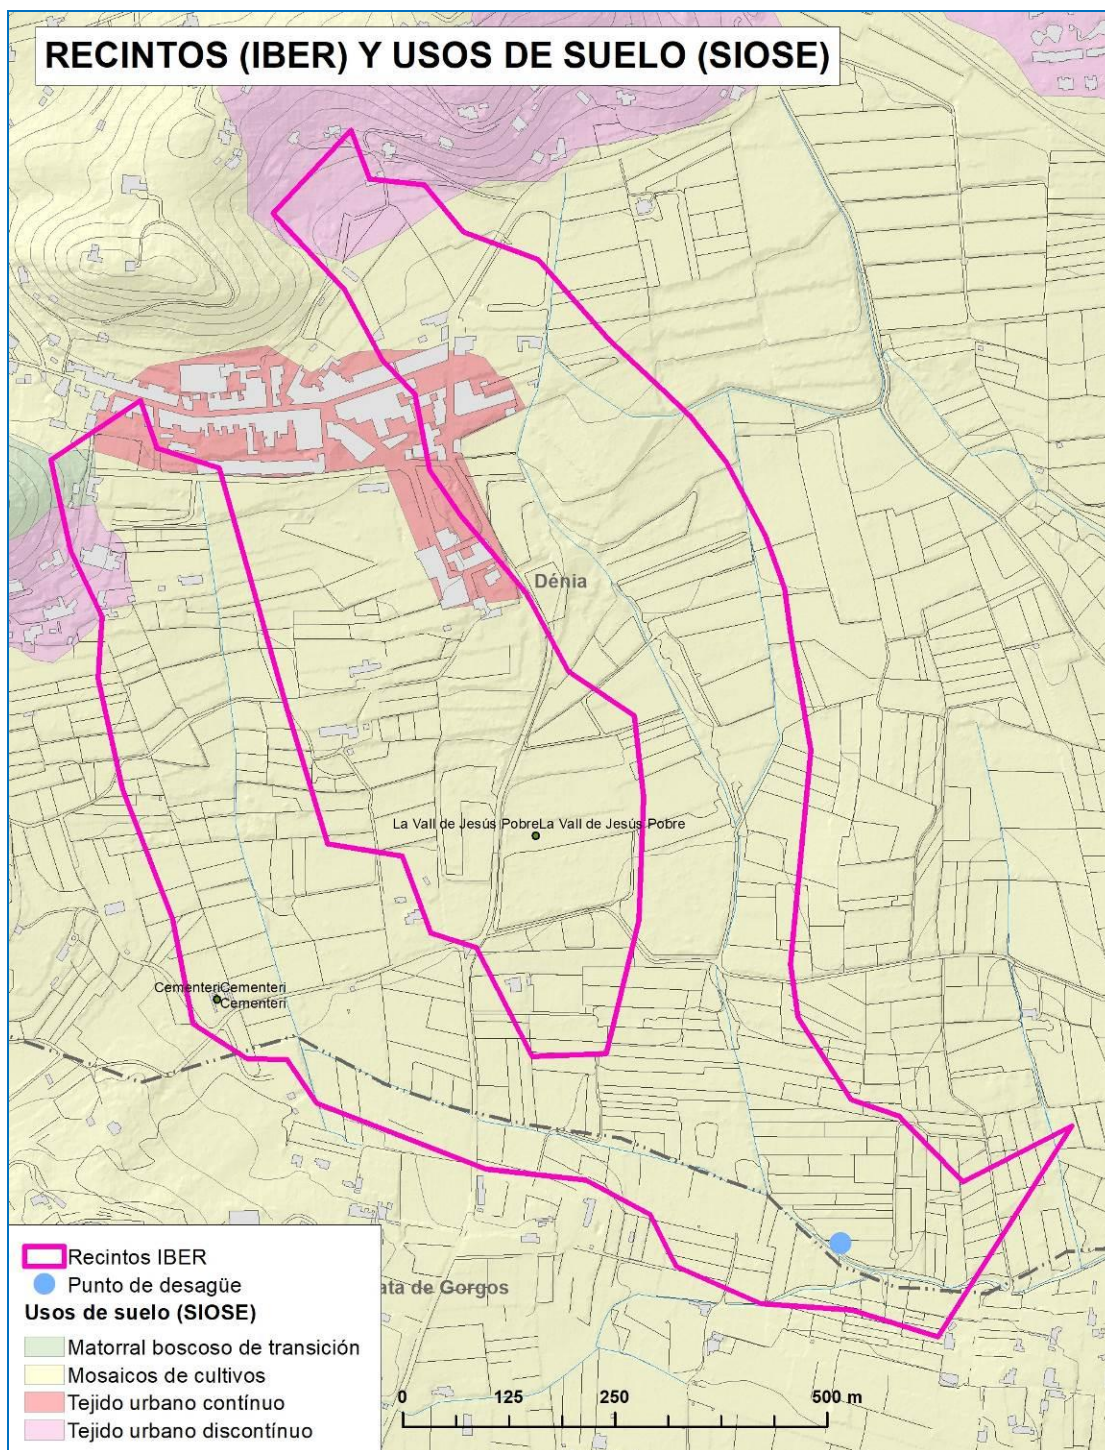 RECINTOS (IBER) Y USOS DE SUELO (SIOSE)
Dénia
La Vall de Jesús PobreLa Vall de Jesús Pobre
CementeriCementeri
Cementeri
ata de Gorgos
Recintos IBER
Punto de desagüe
Usos de suelo (SIOSE)
Matorral boscoso de transición
Mosaicos de cultivos
Tejido urbano contínuo
Tejido urbano discontínuo
0 125 250 500 m